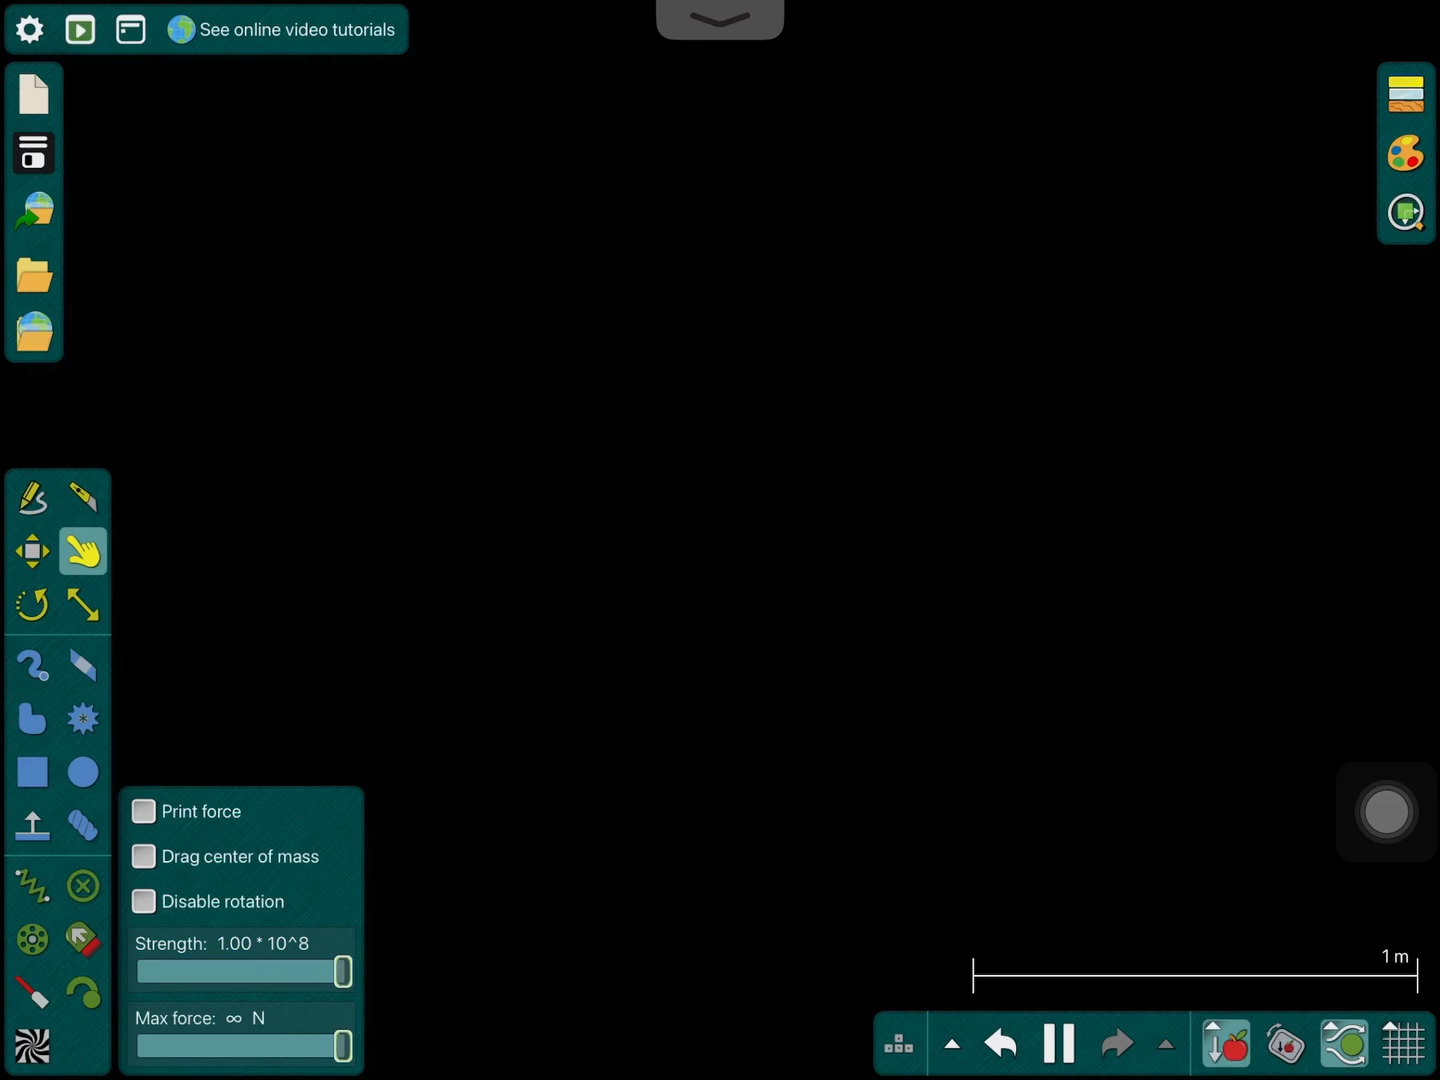 See online video tutorials
Print force
Drag center of mass
Disable rotation
Strength: 1.00 * 10^8
Max force: ∞ N
1 m